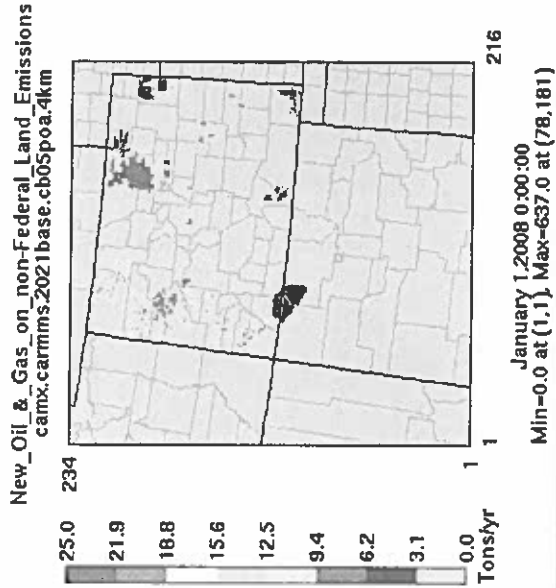 New_Oil_&_Gas_on_non-Federal_Land_Emissions
camx.carmms.2021base.cb05poa.4km
25.0
21.9
18.8
15.6
12.5
9.4
6.2
3.1
0.0
Tons/yr
234
1
1
216
January 1,2008 0:00:00
Min=0.0 at (1,1), Max=637.0 at (78,181)